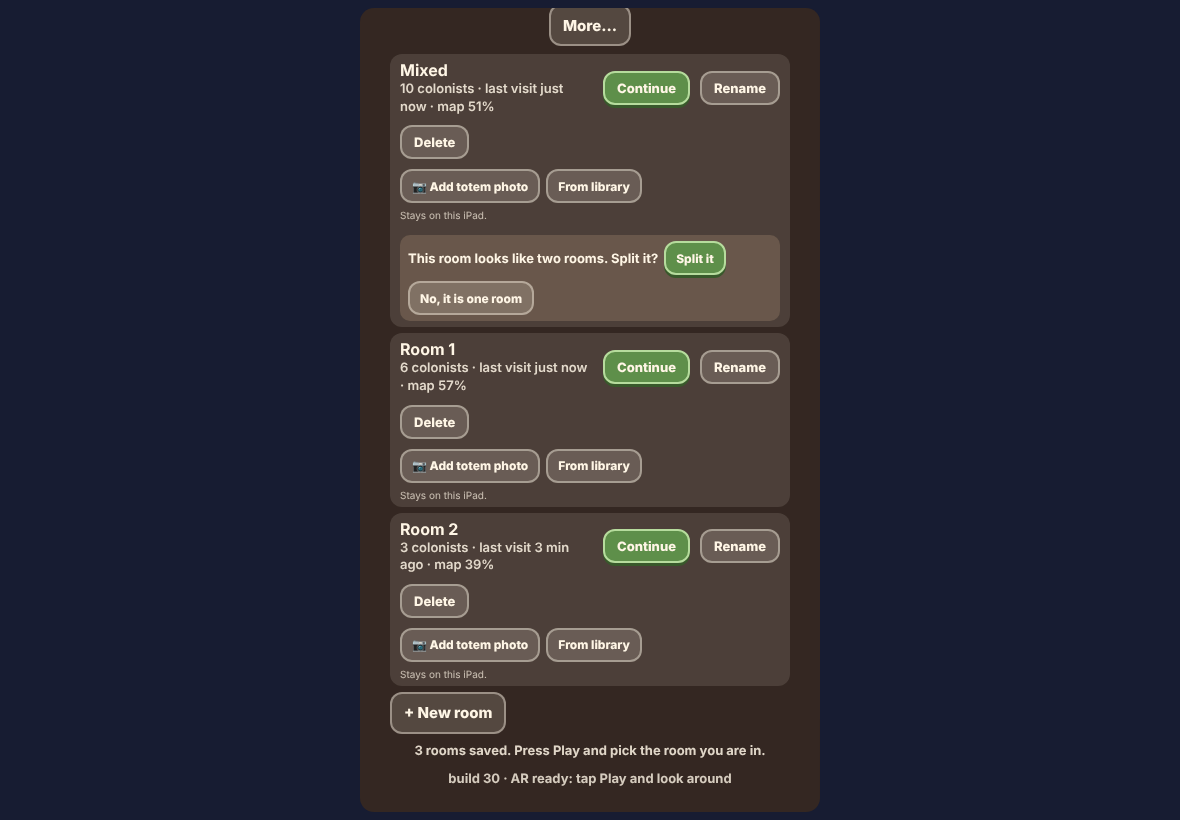 More...
Mixed
10 colonists · last visit just
now · map 51%
Continue
Rename
Delete
📷 Add totem photo
From library
Stays on this iPad.
This room looks like two rooms. Split it?
Split it
No, it is one room
Room 1
6 colonists · last visit just now
· map 57%
Continue
Rename
Delete
📷 Add totem photo
From library
Stays on this iPad.
Room 2
3 colonists · last visit 3 min
ago · map 39%
Continue
Rename
Delete
📷 Add totem photo
From library
Stays on this iPad.
+ New room
3 rooms saved. Press Play and pick the room you are in.
build 30 · AR ready: tap Play and look around